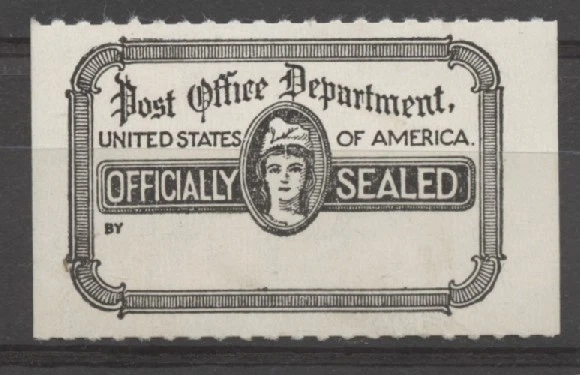 Post Office Department,
UNITED STATES OF AMERICA.
OFFICIALLY SEALED
BY